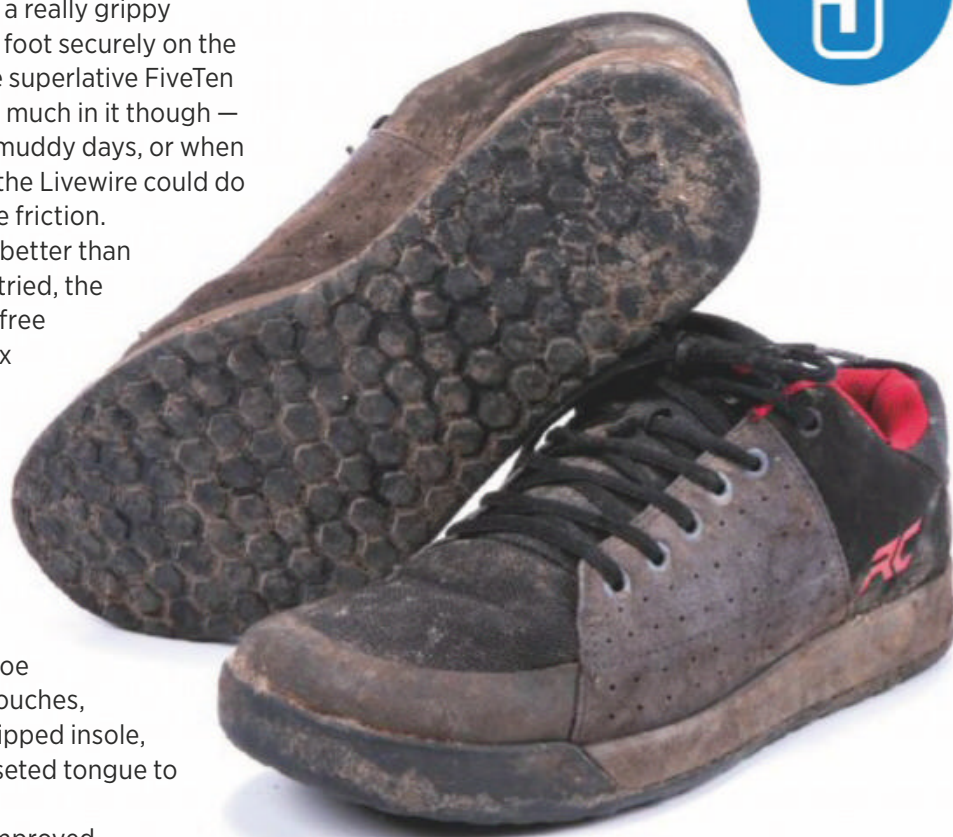 a really grippy
foot securely on the
superlative FiveTen
much in it though —
muddy days, or when
the Livewire could do
friction.
better than
tried, the
free
x
oe
ouches,
ipped insole,
seted tongue to
RC